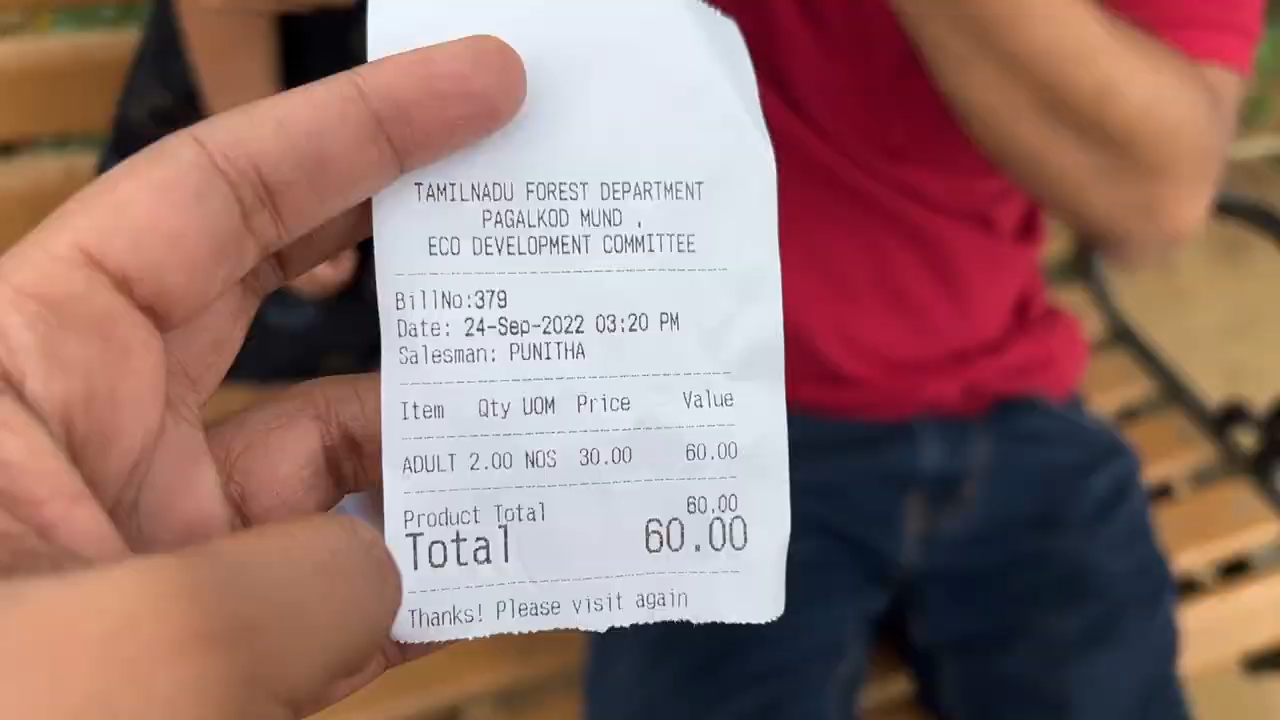 TAMILNADU FOREST DEPARTMENT
PAGALKOD MUND ,
ECO DEVELOPMENT COMMITTEE
BillNo:379
Date: 24-Sep-2022 03:20 PM
Salesman: PUNITHA
Item Qty UOM Price Value
ADULT 2.00 NOS 30.00 60.00
Product Total 60.00
Total 60.00
Thanks! Please visit again